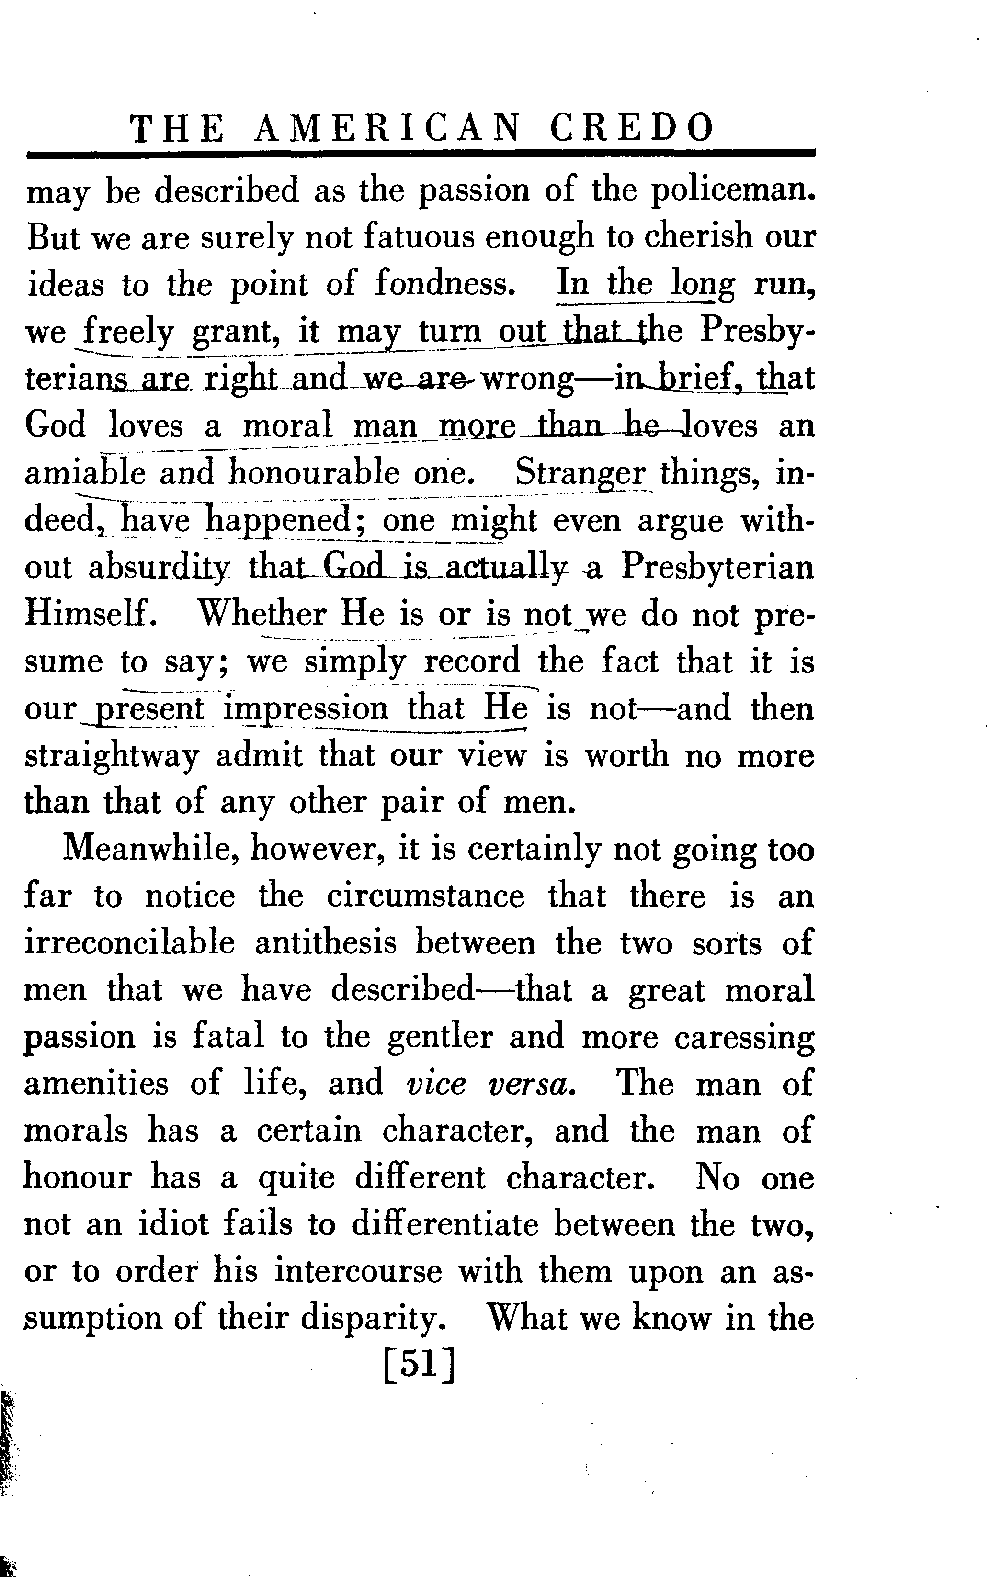 THE AMERICAN CREDO
may be described as the passion of the policeman.
But we are surely not fatuous enough to cherish our
ideas to the point of fondness. In the long run,
we freely grant, it may turn out that the Presby-
terians are right and we are wrong—in brief, that
God loves a moral man more than he loves an
amiable and honourable one. Stranger things, in-
deed, have happened; one might even argue with-
out absurdity that God is actually a Presbyterian
Himself. Whether He is or is not we do not pre-
sume to say; we simply record the fact that it is
our present impression that He is not—and then
straightway admit that our view is worth no more
than that of any other pair of men.
Meanwhile, however, it is certainly not going too
far to notice the circumstance that there is an
irreconcilable antithesis between the two sorts of
men that we have described—that a great moral
passion is fatal to the gentler and more caressing
amenities of life, and vice versa. The man of
morals has a certain character, and the man of
honour has a quite different character. No one
not an idiot fails to differentiate between the two,
or to order his intercourse with them upon an as-
sumption of their disparity. What we know in the
[51]